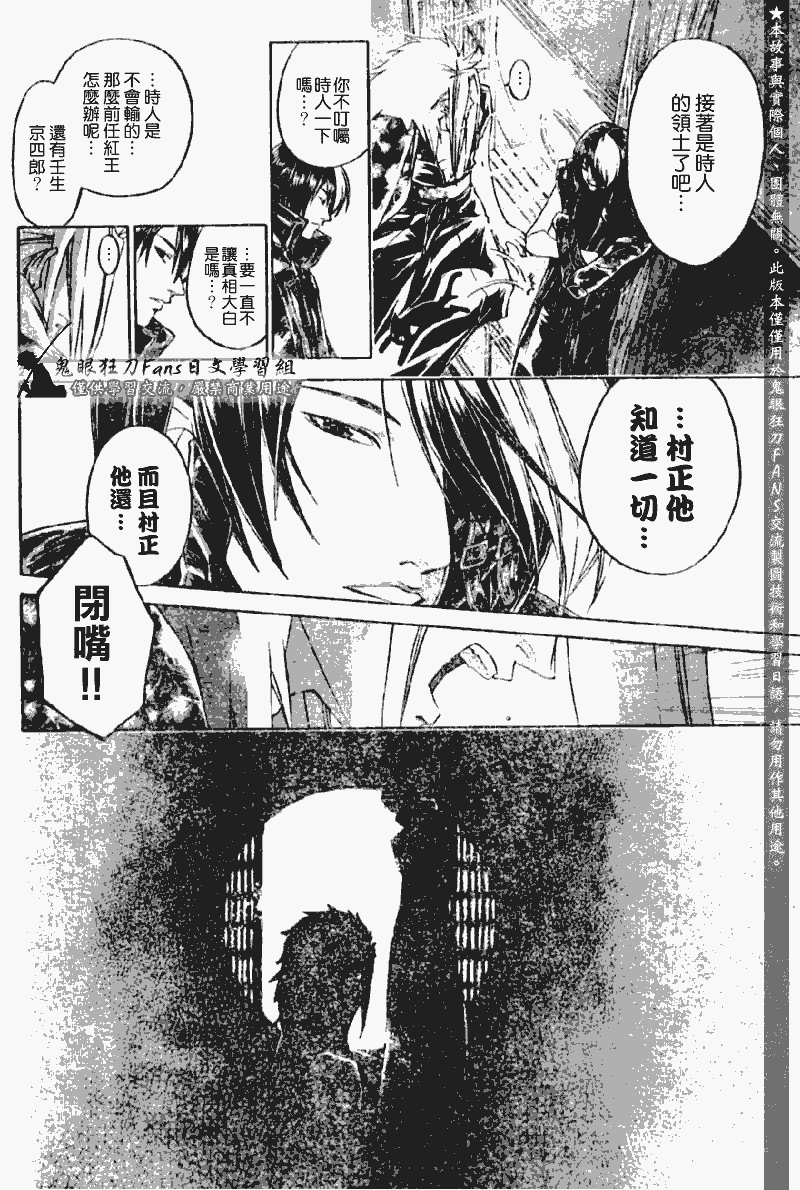 接著是時人
的領土了吧…
…
你不叮囑
時人一下
嗎…?
…要一直不
讓真相大白
是嗎…?
…時人是
不會輸的…
那麼前任紅王
怎麼辦呢…
還有壬生
京四郎?
…
鬼眼狂刀Fans日文學習組
僅供學習交流,嚴禁商業用途。
…村正他
知道一切…
而且村正
他還…
閉嘴!!
★本故事與實際個人、團體無關。此版本僅僅用於鬼眼狂刀FANS交流製圖技術和學習日語,請勿用作其他用途。